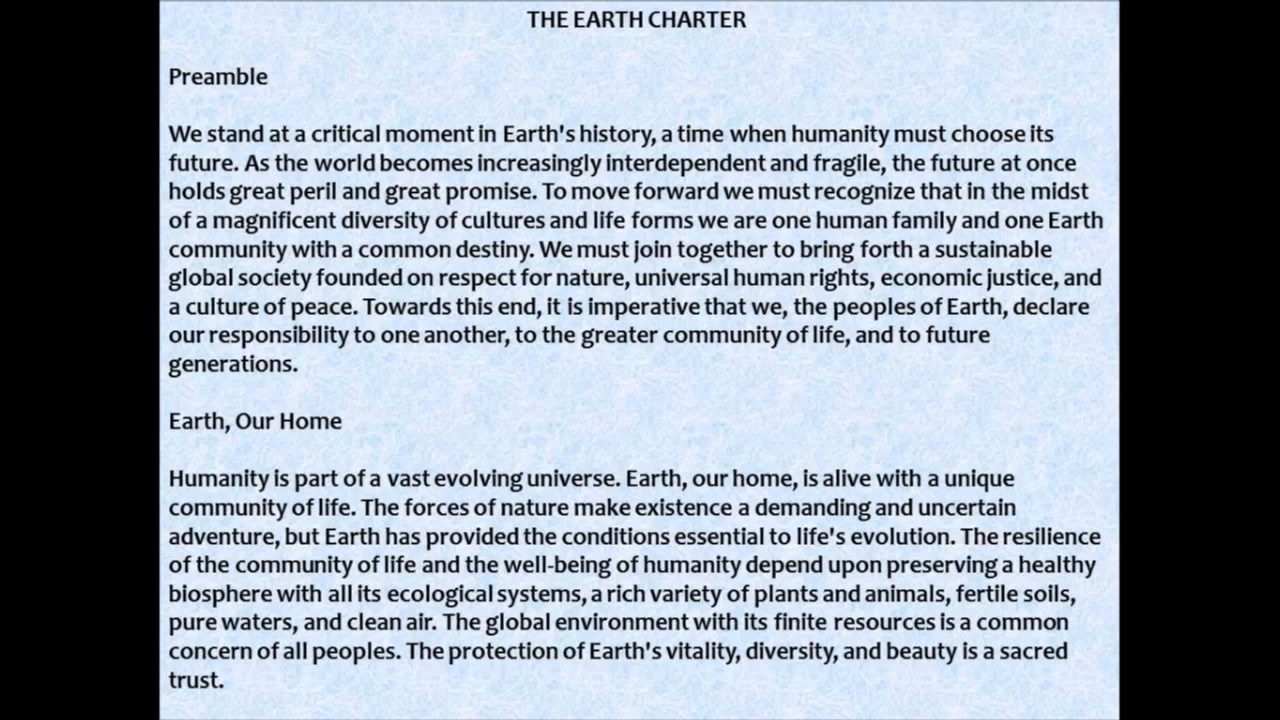 THE EARTH CHARTER
Preamble
We stand at a critical moment in Earth's history, a time when humanity must choose its
future. As the world becomes increasingly interdependent and fragile, the future at once
holds great peril and great promise. To move forward we must recognize that in the midst
of a magnificent diversity of cultures and life forms we are one human family and one Earth
community with a common destiny. We must join together to bring forth a sustainable
global society founded on respect for nature, universal human rights, economic justice, and
a culture of peace. Towards this end, it is imperative that we, the peoples of Earth, declare
our responsibility to one another, to the greater community of life, and to future
generations.
Earth, Our Home
Humanity is part of a vast evolving universe. Earth, our home, is alive with a unique
community of life. The forces of nature make existence a demanding and uncertain
adventure, but Earth has provided the conditions essential to life's evolution. The resilience
of the community of life and the well-being of humanity depend upon preserving a healthy
biosphere with all its ecological systems, a rich variety of plants and animals, fertile soils,
pure waters, and clean air. The global environment with its finite resources is a common
concern of all peoples. The protection of Earth's vitality, diversity, and beauty is a sacred
trust.